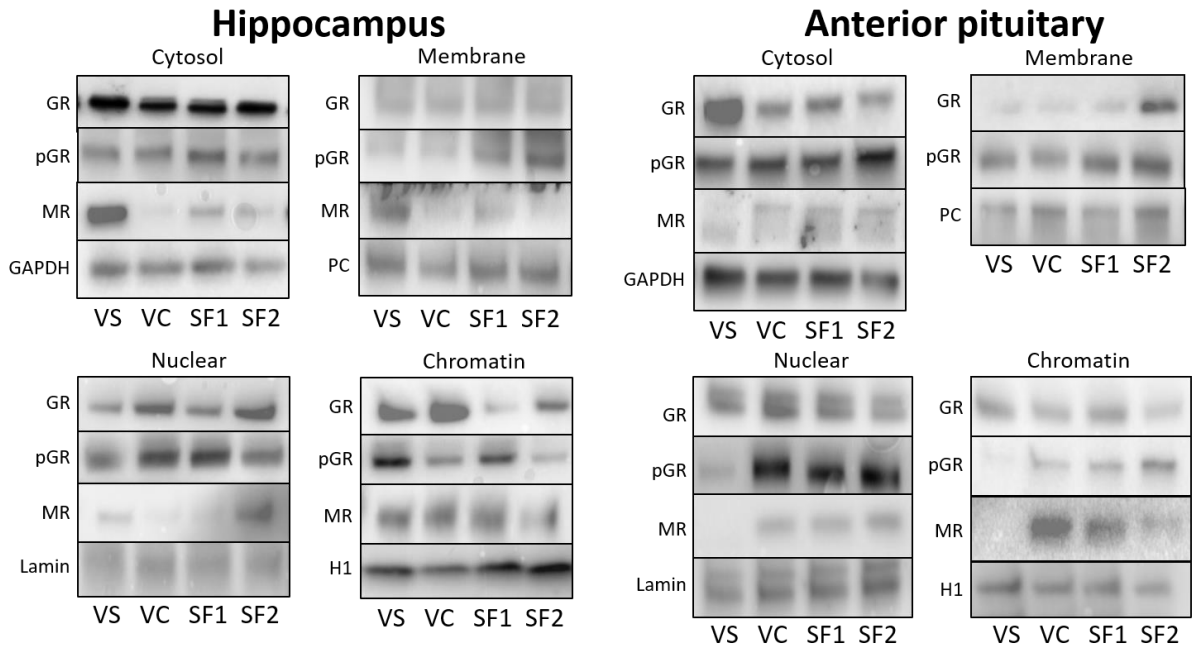 Hippocampus
Cytosol
GR
pGR
MR
GAPDH
VS VC SF1 SF2
Membrane
GR
pGR
MR
PC
VS VC SF1 SF2
Nuclear
GR
pGR
MR
Lamin
VS VC SF1 SF2
Chromatin
GR
pGR
MR
H1
VS VC SF1 SF2
Anterior pituitary
Cytosol
GR
pGR
MR
GAPDH
VS VC SF1 SF2
Membrane
GR
pGR
PC
VS VC SF1 SF2
Nuclear
GR
pGR
MR
Lamin
VS VC SF1 SF2
Chromatin
GR
pGR
MR
H1
VS VC SF1 SF2